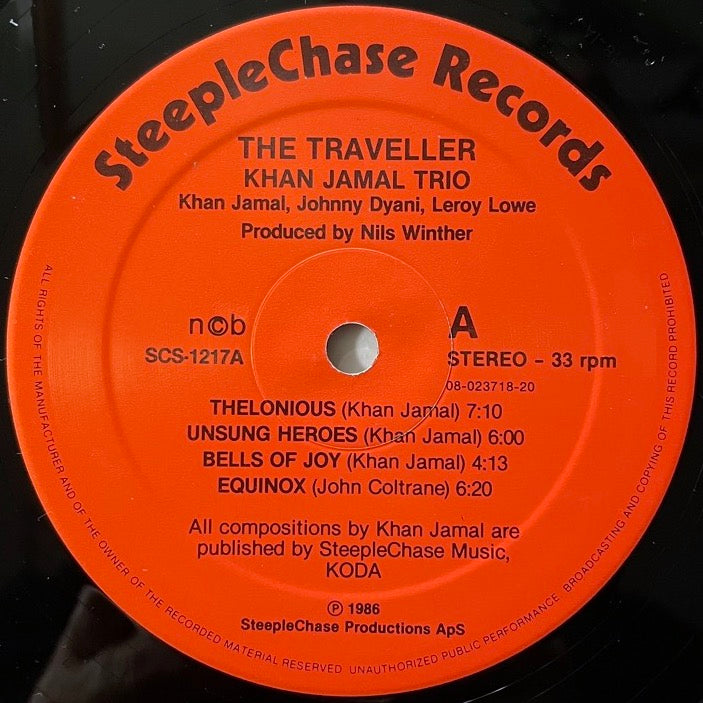 SteepleChase Records
THE TRAVELLER
KHAN JAMAL TRIO
Khan Jamal, Johnny Dyani, Leroy Lowe
Produced by Nils Winther
n©b
SCS-1217A
A
STEREO - 33 rpm
08-023718-20
THELONIOUS (Khan Jamal) 7:10
UNSUNG HEROES (Khan Jamal) 6:00
BELLS OF JOY (Khan Jamal) 4:13
EQUINOX (John Coltrane) 6:20
All compositions by Khan Jamal are
published by SteepleChase Music,
KODA
℗ 1986
SteepleChase Productions ApS
ALL RIGHTS OF THE MANUFACTURER AND OF THE OWNER OF THE RECORDED MATERIAL RESERVED. UNAUTHORIZED PUBLIC PERFORMANCE BROADCASTING AND COPYING OF THIS RECORD PROHIBITED